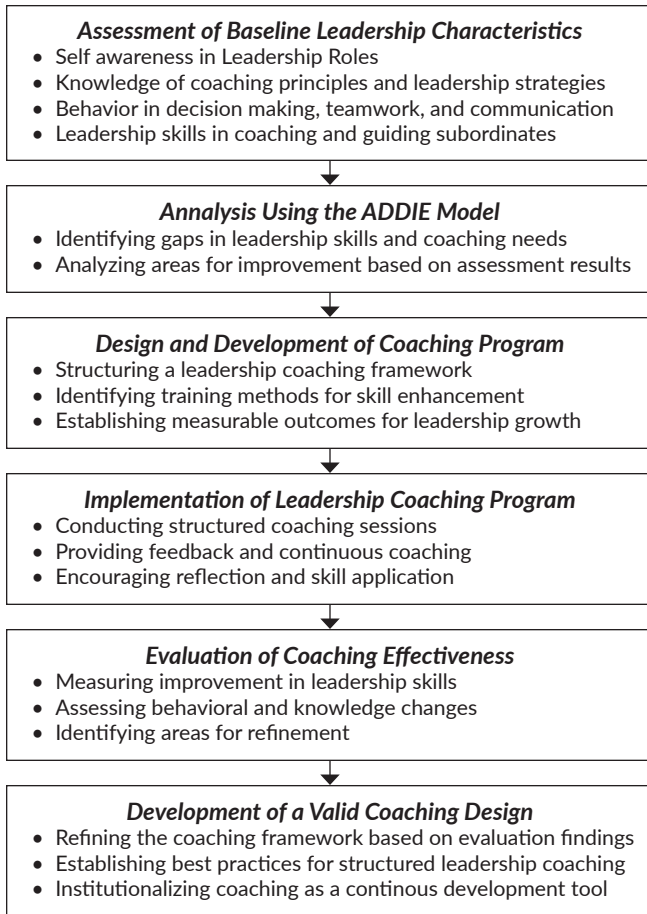 Assessment of Baseline Leadership Characteristics
• Self awareness in Leadership Roles
• Knowledge of coaching principles and leadership strategies
• Behavior in decision making, teamwork, and communication
• Leadership skills in coaching and guiding subordinates
Annalysis Using the ADDIE Model
• Identifying gaps in leadership skills and coaching needs
• Analyzing areas for improvement based on assessment results
Design and Development of Coaching Program
• Structuring a leadership coaching framework
• Identifying training methods for skill enhancement
• Establishing measurable outcomes for leadership growth
Implementation of Leadership Coaching Program
• Conducting structured coaching sessions
• Providing feedback and continuous coaching
• Encouraging reflection and skill application
Evaluation of Coaching Effectiveness
• Measuring improvement in leadership skills
• Assessing behavioral and knowledge changes
• Identifying areas for refinement
Development of a Valid Coaching Design
• Refining the coaching framework based on evaluation findings
• Establishing best practices for structured leadership coaching
• Institutionalizing coaching as a continous development tool